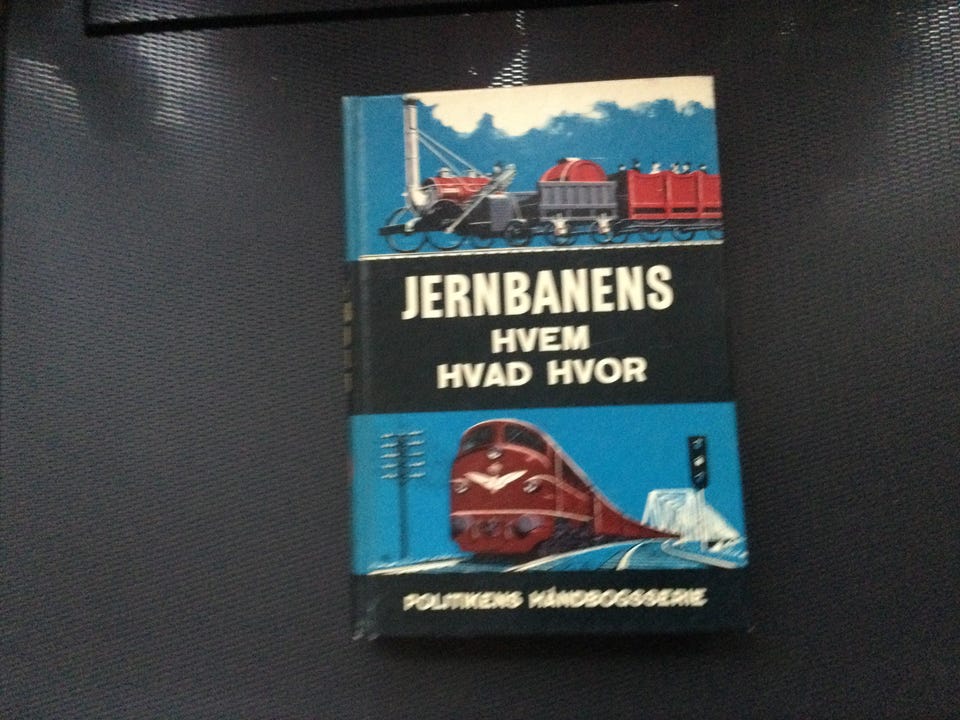 JERNBANENS
HVEM
HVAD HVOR
POLITIKENS HÅNDBOGSSERIE